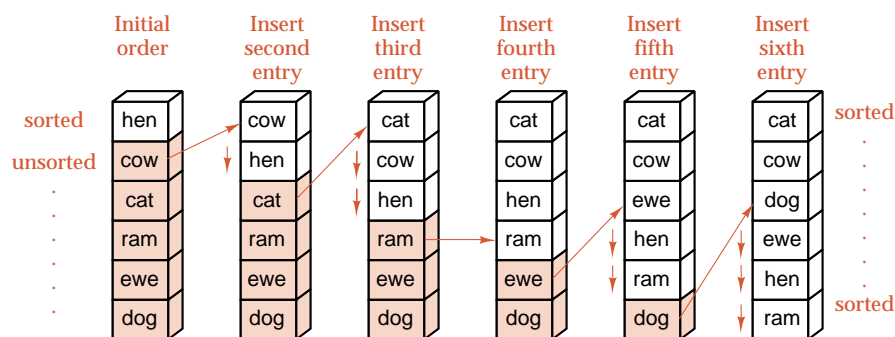 Initial order
Insert second entry
Insert third entry
Insert fourth entry
Insert fifth entry
Insert sixth entry
sorted
unsorted
hen
cow
cat
ram
ewe
dog
cow
hen
cat
ram
ewe
dog
cat
cow
hen
ram
ewe
dog
cat
cow
hen
ram
ewe
dog
cat
cow
ewe
hen
ram
dog
cat
cow
dog
ewe
hen
ram
sorted
sorted